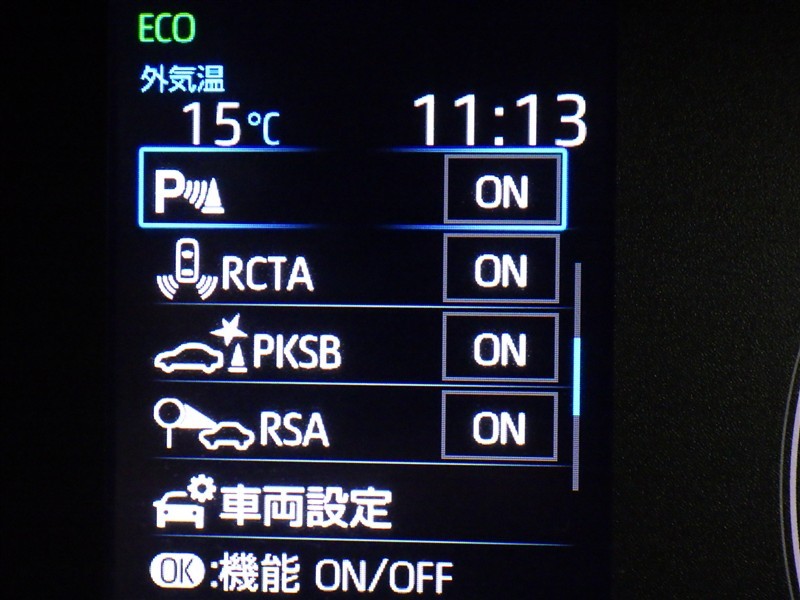 ECO
外気温
15℃ 11:13
P ON
RCTA ON
PKSB ON
RSA ON
車両設定
OK:機能 ON/OFF